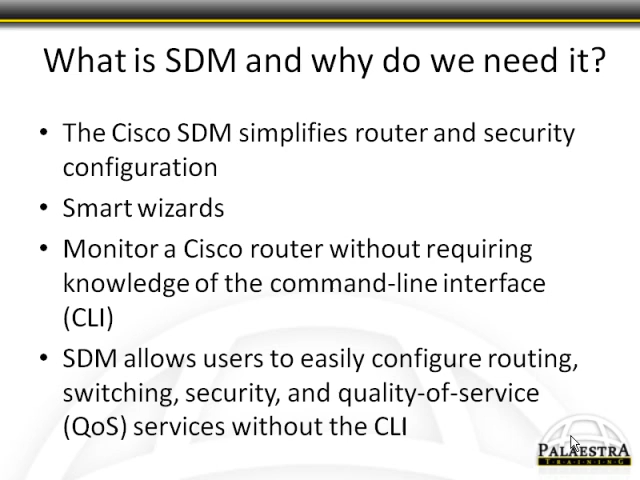 What is SDM and why do we need it?
• The Cisco SDM simplifies router and security
configuration
• Smart wizards
• Monitor a Cisco router without requiring
knowledge of the command-line interface
(CLI)
• SDM allows users to easily configure routing,
switching, security, and quality-of-service
(QoS) services without the CLI
PALAESTRA
TRAINING